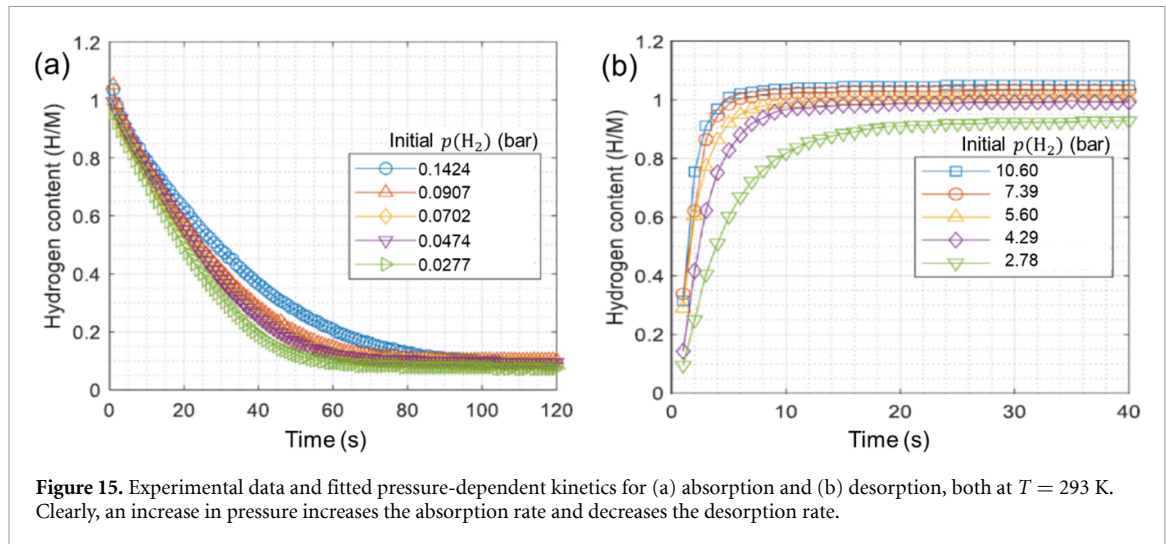 (a)
1.2
1
0.8
0.6
0.4
0.2
0
Hydrogen content (H/M)
Initial p(H₂) (bar)
0.1424
0.0907
0.0702
0.0474
0.0277
0 20 40 60 80 100 120
Time (s)
(b)
1.2
1
0.8
0.6
0.4
0.2
0
Hydrogen content (H/M)
Initial p(H₂) (bar)
10.60
7.39
5.60
4.29
2.78
0 10 20 30 40
Time (s)
Figure 15. Experimental data and fitted pressure-dependent kinetics for (a) absorption and (b) desorption, both at T = 293 K.
Clearly, an increase in pressure increases the absorption rate and decreases the desorption rate.